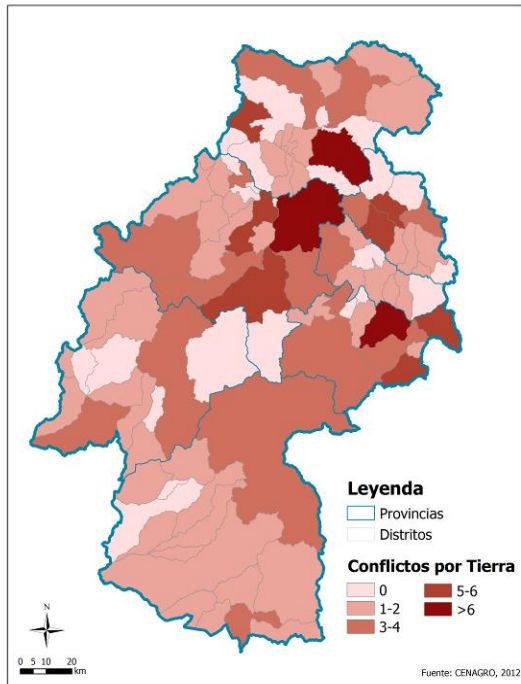 Leyenda
Provincias
Distritos
Conflictos por Tierra
0
1-2
3-4
5-6
>6
N
0 5 10 20
km
Fuente: CENAGRO, 2012